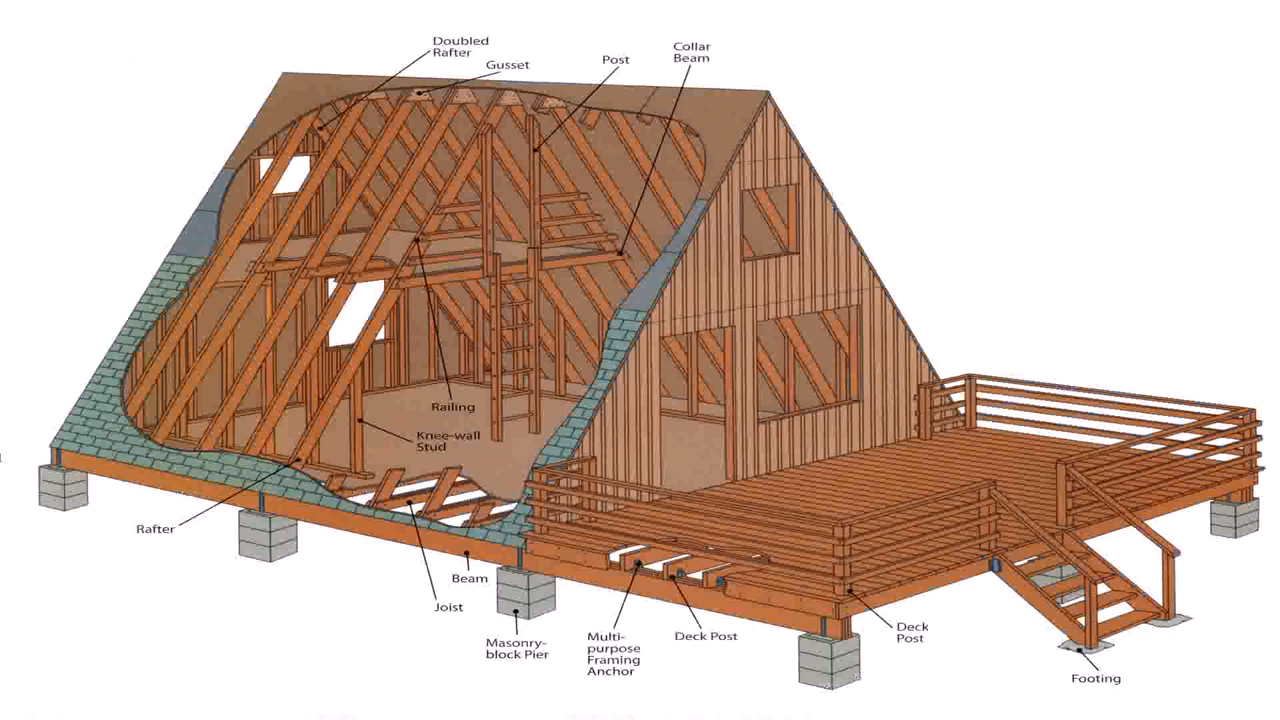 Doubled
Rafter
Gusset
Post
Collar
Beam
Railing
Knee-wall
Stud
Rafter
Beam
Joist
Masonry-
block Pier
Multi-
purpose
Framing
Anchor
Deck Post
Deck
Post
Footing